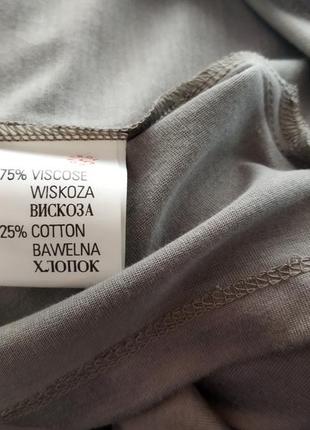 75% VISCOSE
WISKOZA
ВИСКОЗА
25% COTTON
BAWELNA
ХЛОПОК